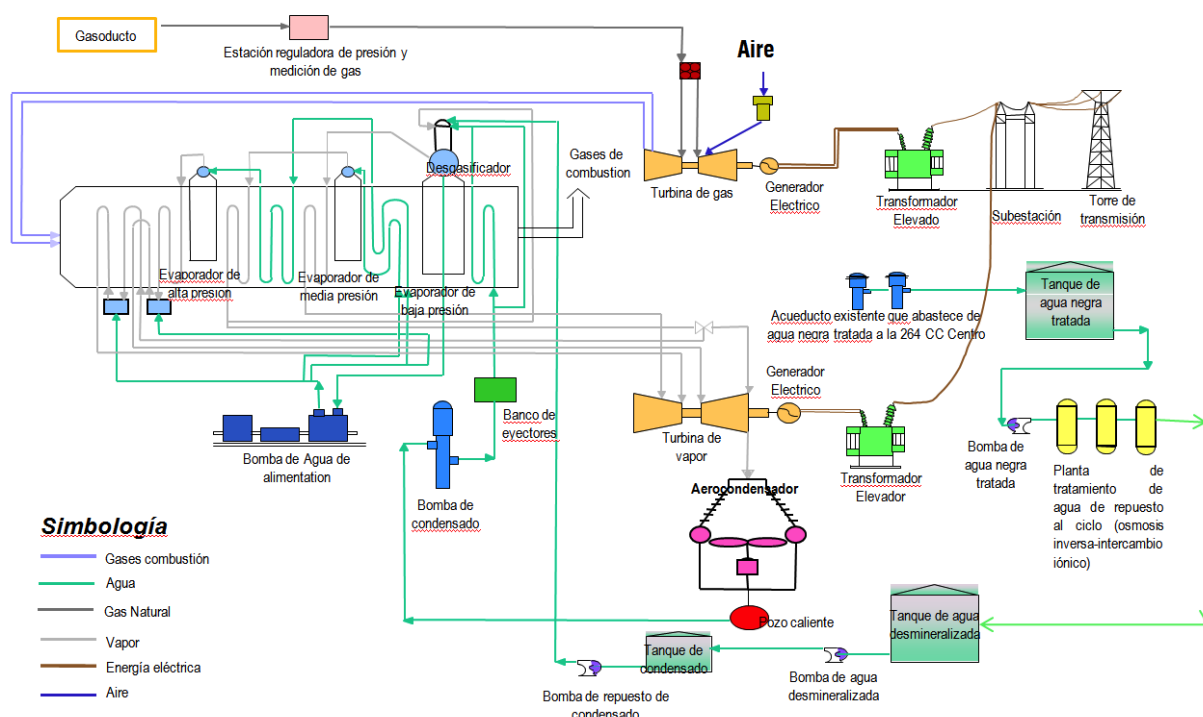 Gasoducto
Estación reguladora de presión y
medición de gas
Aire
Desgasificador
Gases de
combustion
Turbina de gas
Generador
Electrico
Transformador
Elevado
Subestación
Torre de
transmisión
Evaporador de
alta presion
Evaporador de
media presión
Evaporador de
baja presión
Acueducto existente que abastece de
agua negra tratada a la 264 CC Centro
Tanque de
agua negra
tratada
Bomba de Agua de
alimentation
Banco de
eyectores
Bomba de
condensado
Turbina de
vapor
Generador
Electrico
Transformador
Elevador
Bomba de
agua negra
tratada
Planta de
tratamiento de
agua de repuesto
al ciclo (osmosis
inversa-intercambio
iónico)
Aerocondensador
Pozo caliente
Tanque de
condensado
Bomba de repuesto de
condensado
Bomba de agua
desmineralizada
Tanque de agua
desmineralizada
Simbología
Gases combustión
Agua
Gas Natural
Vapor
Energía eléctrica
Aire